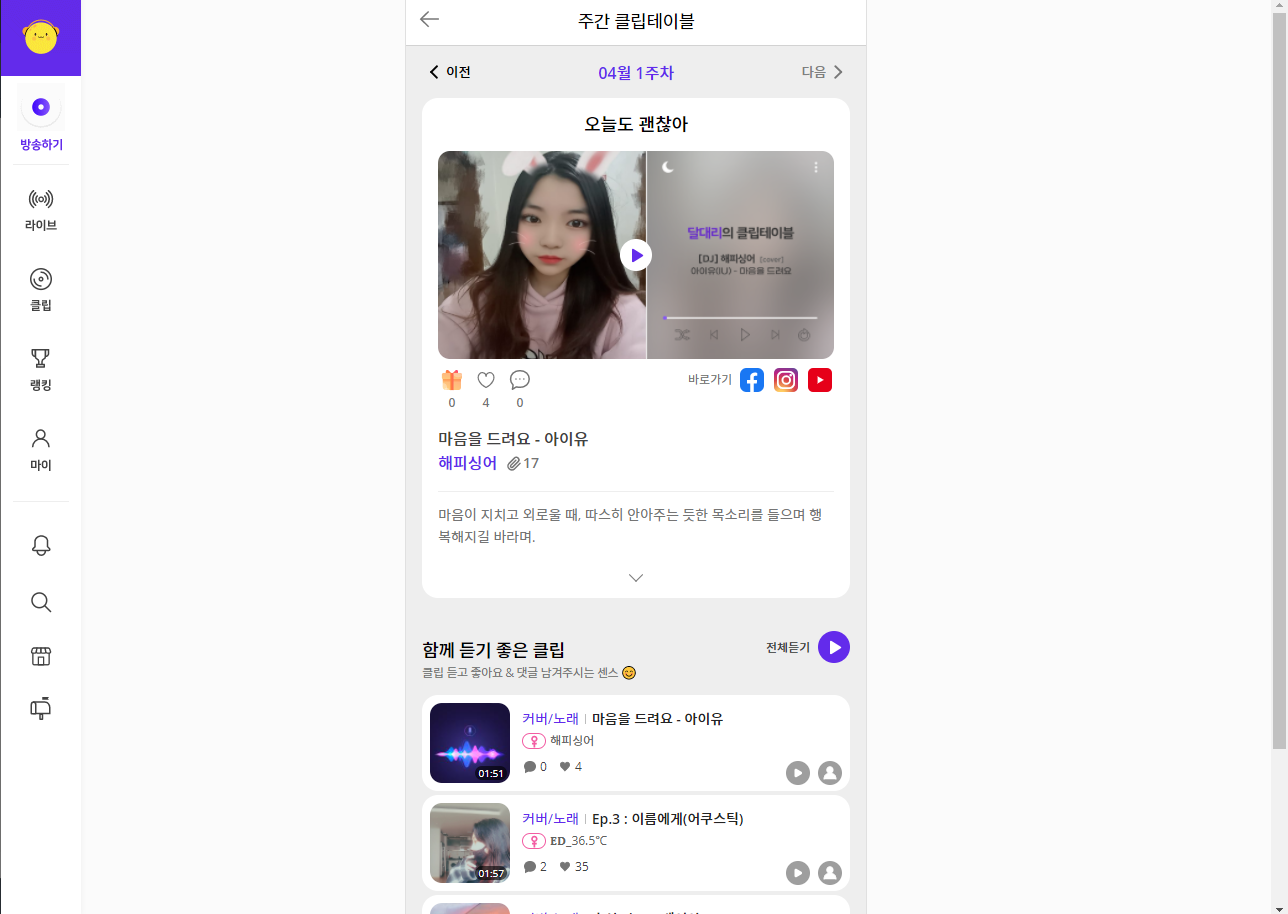 주간 클립테이블
이전
04월 1주차
다음
오늘도 괜찮아
달대리의 클립테이블
[DJ] 해피싱어 [cover]
아이유(IU) - 마음을 드려요
0
4
0
바로가기
마음을 드려요 - 아이유
해피싱어
17
마음이 지치고 외로울 때, 따스히 안아주는 듯한 목소리를 들으며 행
복해지길 바라며.
함께 듣기 좋은 클립
전체듣기
클립 듣고 좋아요 & 댓글 남겨주시는 센스 😊
커버/노래 | 마음을 드려요 - 아이유
해피싱어
0
4
01:51
커버/노래 | Ep.3 : 이름에게(어쿠스틱)
ED_36.5°C
2
35
01:57
방송하기
라이브
클립
랭킹
마이